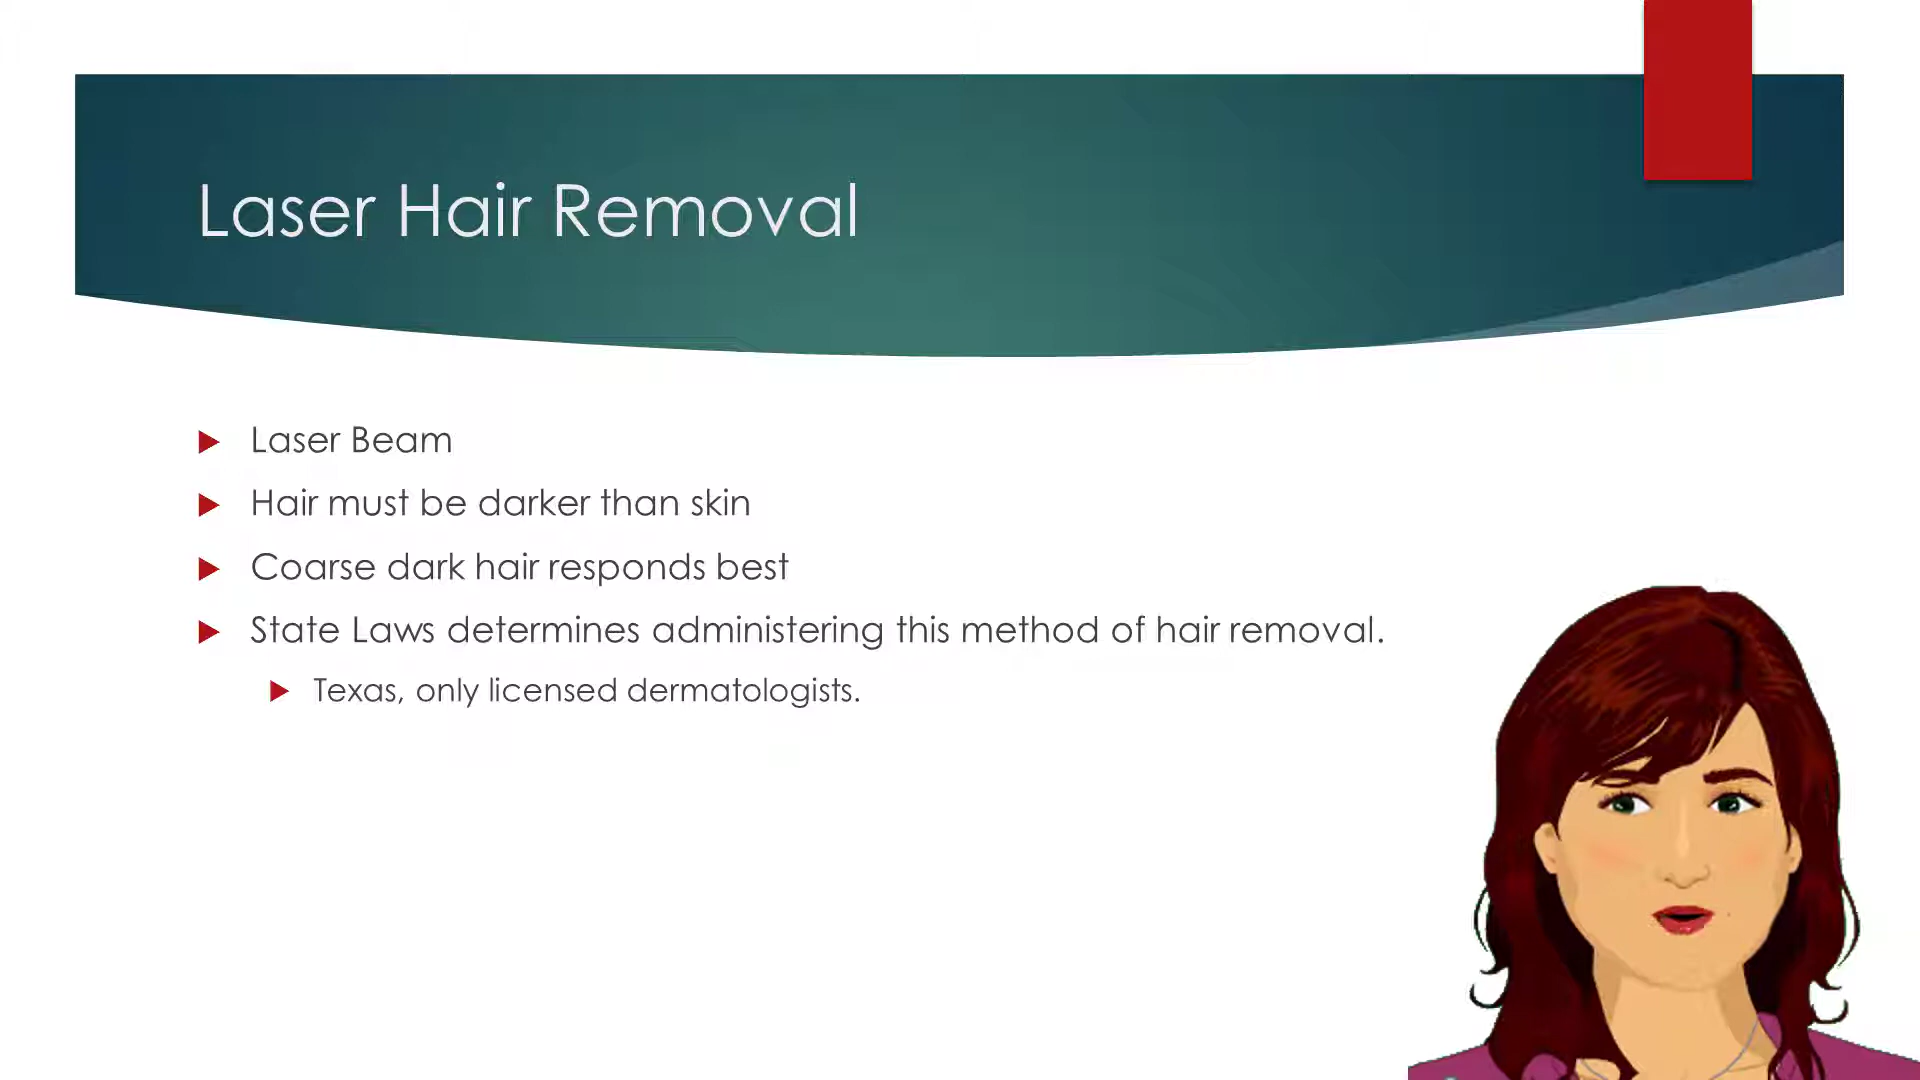 Laser Hair Removal
Laser Beam
Hair must be darker than skin
Coarse dark hair responds best
State Laws determines administering this method of hair removal.
Texas, only licensed dermatologists.